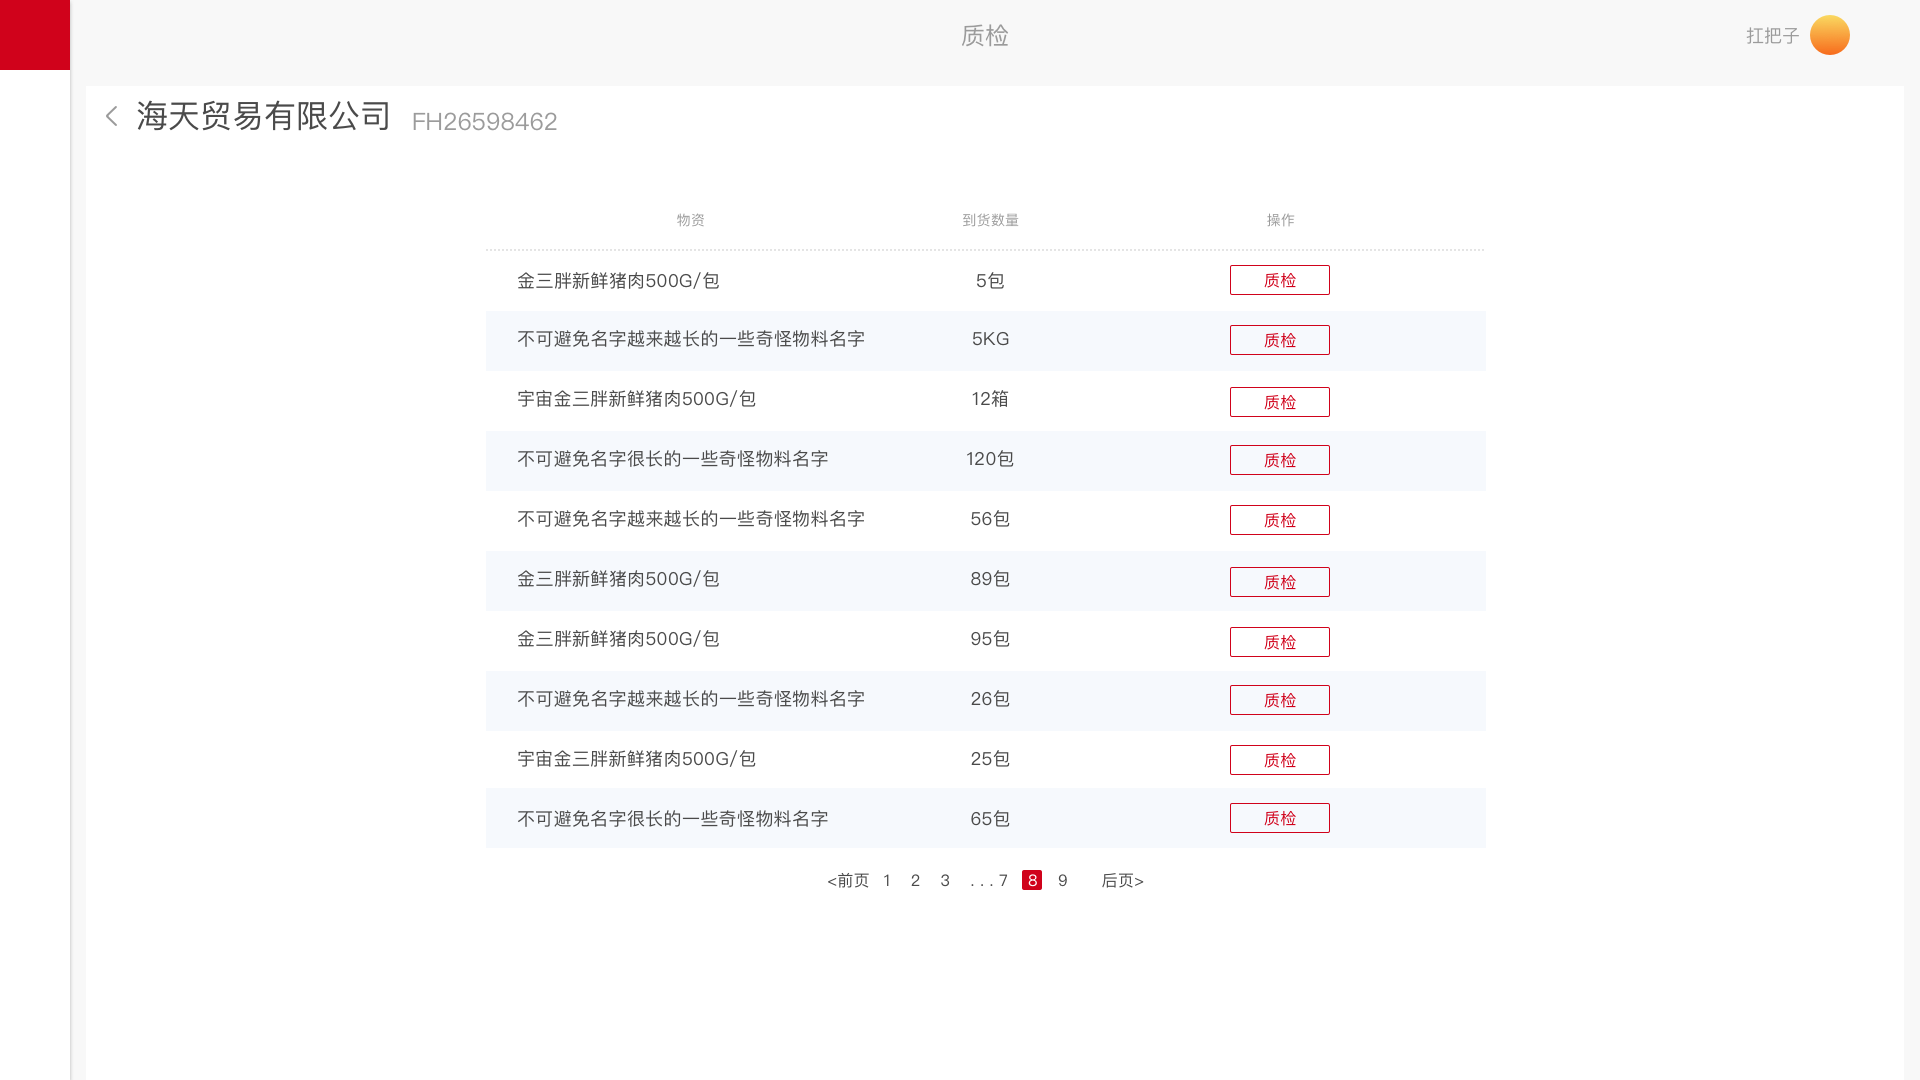 质检
扛把子
海天贸易有限公司 FH26598462
物资 到货数量 操作
金三胖新鲜猪肉500G/包 5包 质检
不可避免名字越来越长的一些奇怪物料名字 5KG 质检
宇宙金三胖新鲜猪肉500G/包 12箱 质检
不可避免名字很长的一些奇怪物料名字 120包 质检
不可避免名字越来越长的一些奇怪物料名字 56包 质检
金三胖新鲜猪肉500G/包 89包 质检
金三胖新鲜猪肉500G/包 95包 质检
不可避免名字越来越长的一些奇怪物料名字 26包 质检
宇宙金三胖新鲜猪肉500G/包 25包 质检
不可避免名字很长的一些奇怪物料名字 65包 质检
<前页 1 2 3 ...7 8 9 后页>